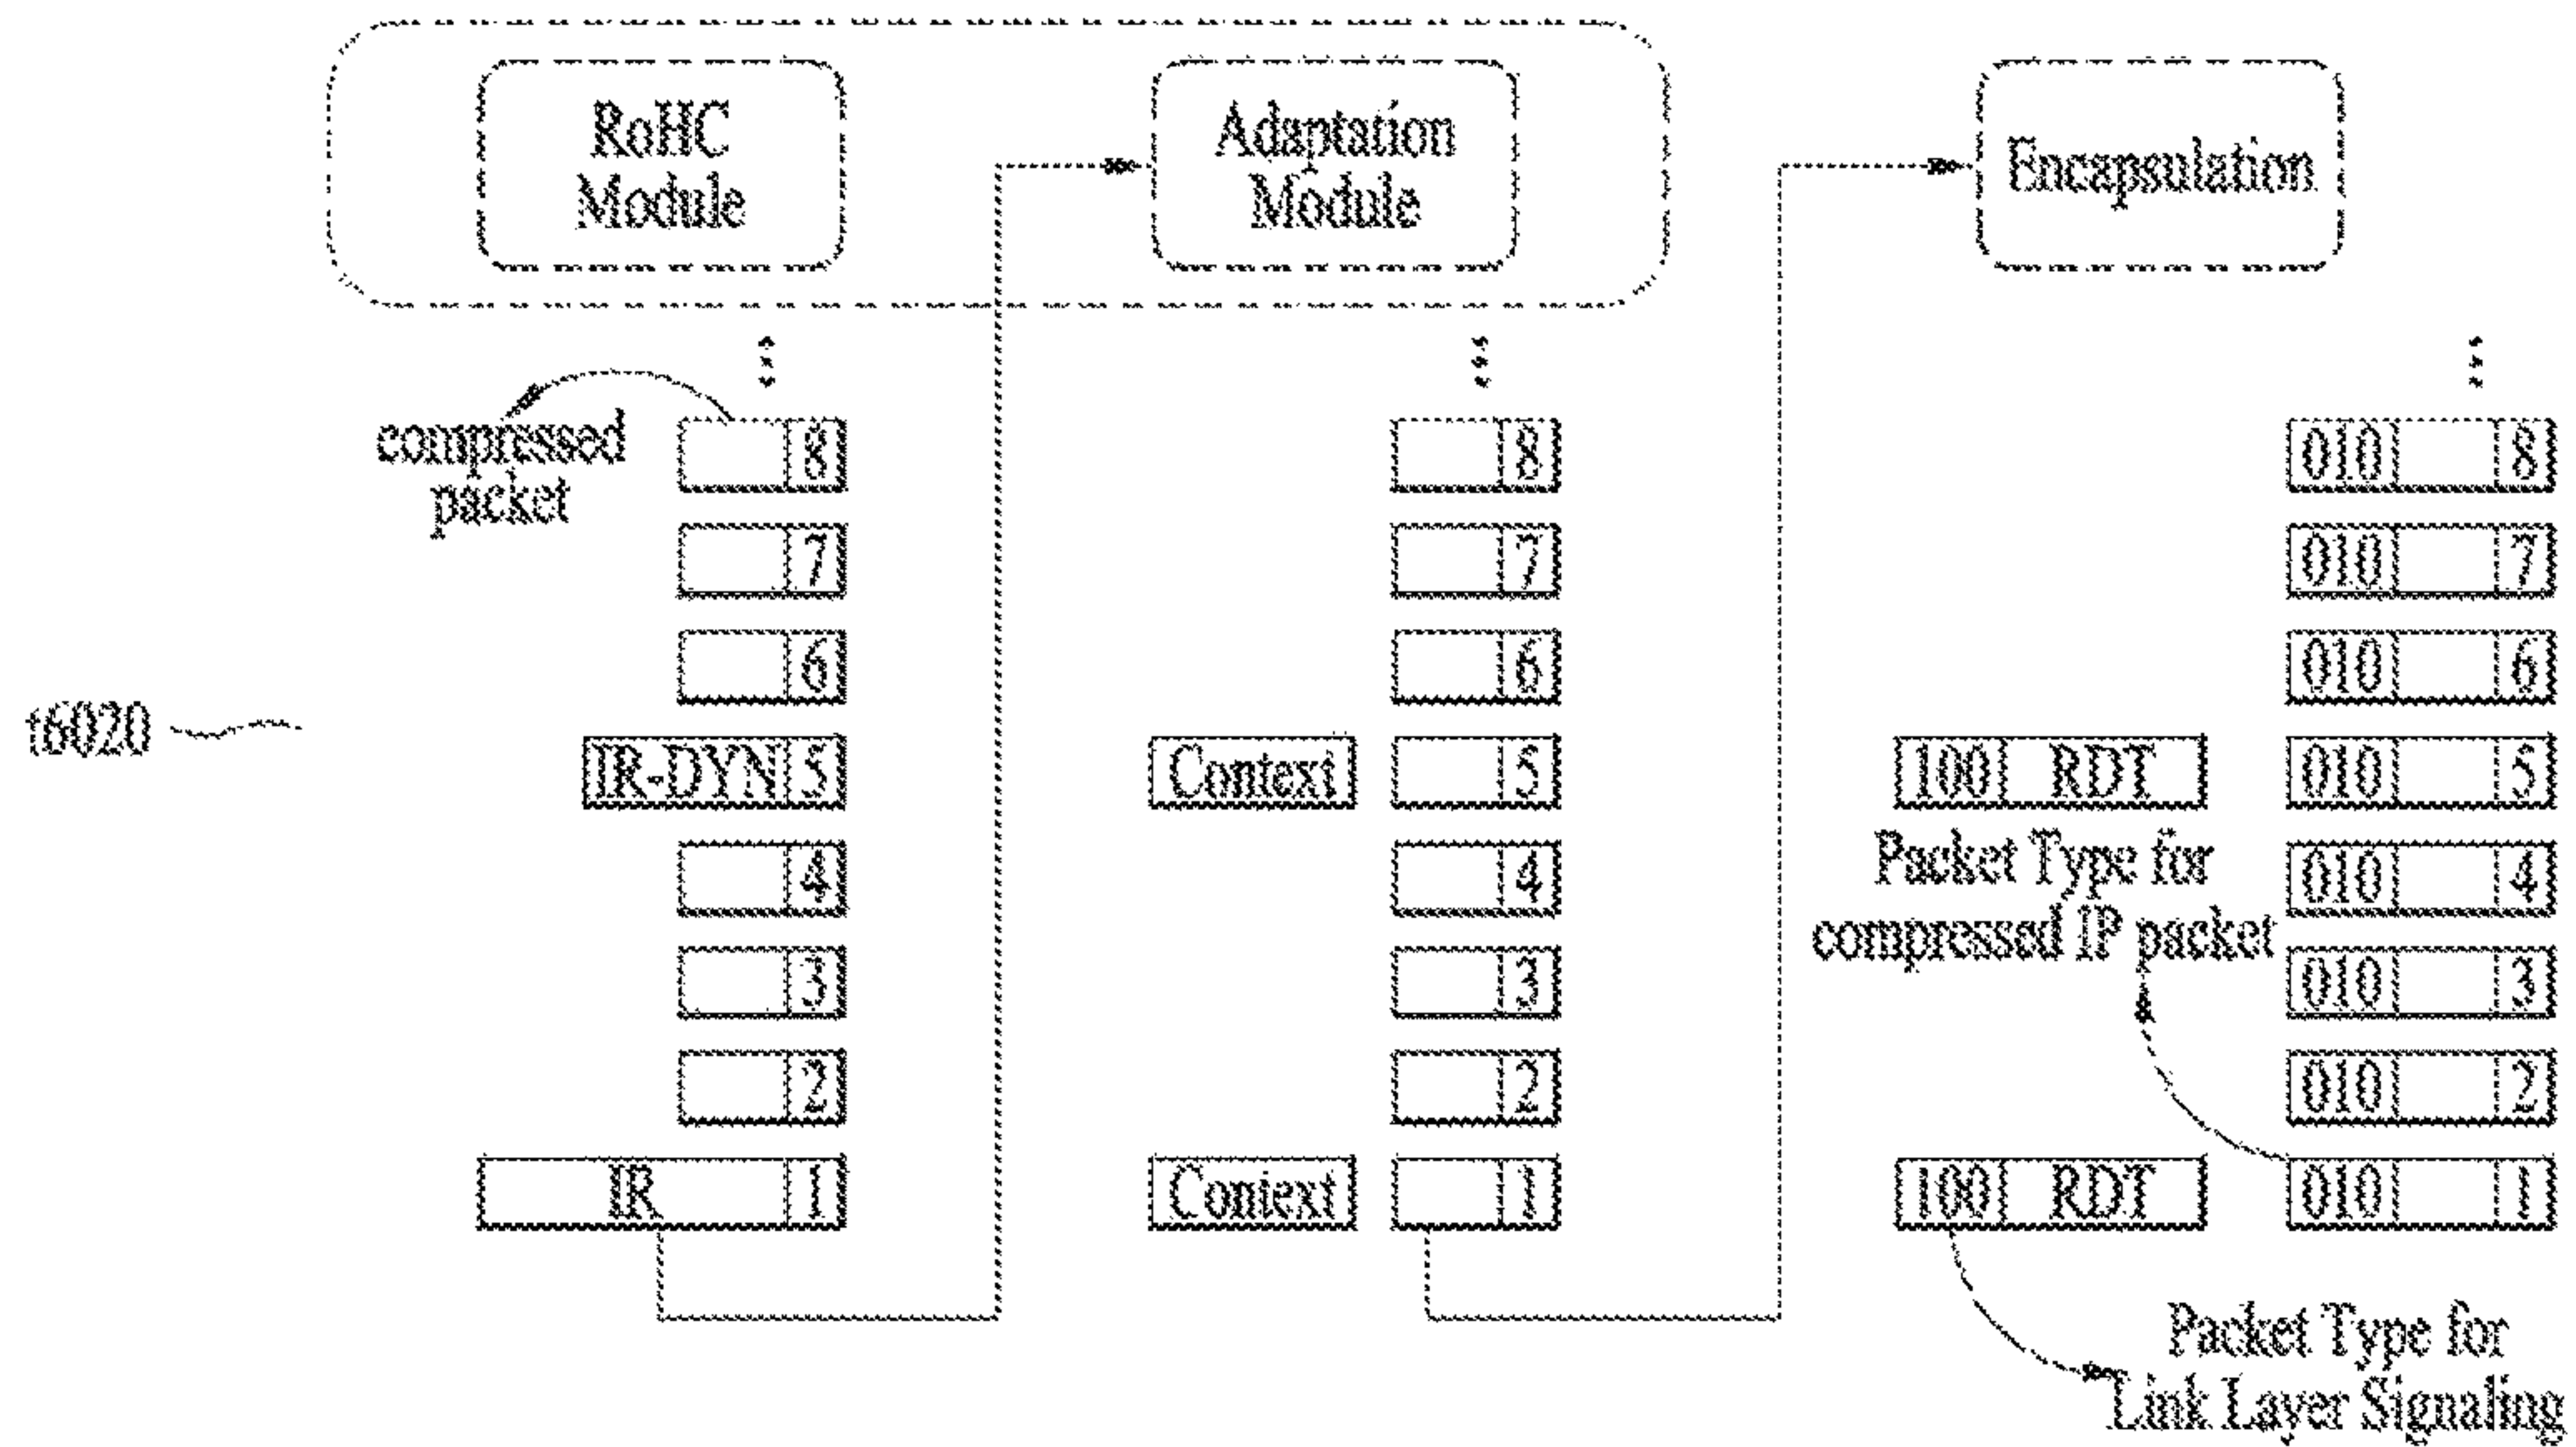 RoHC
Module
Adaptation
Module
Encapsulation
compressed
packet
8
8
010 8
7
7
010 7
6
6
010 6
t6020
IR-DYN 5
Context 5
100 RDT 010 5
4
4
010 4
Packet Type for
compressed IP packet
3
3
010 3
2
2
010 2
IR 1
Context 1
100 RDT 010 1
Packet Type for
Link Layer Signaling